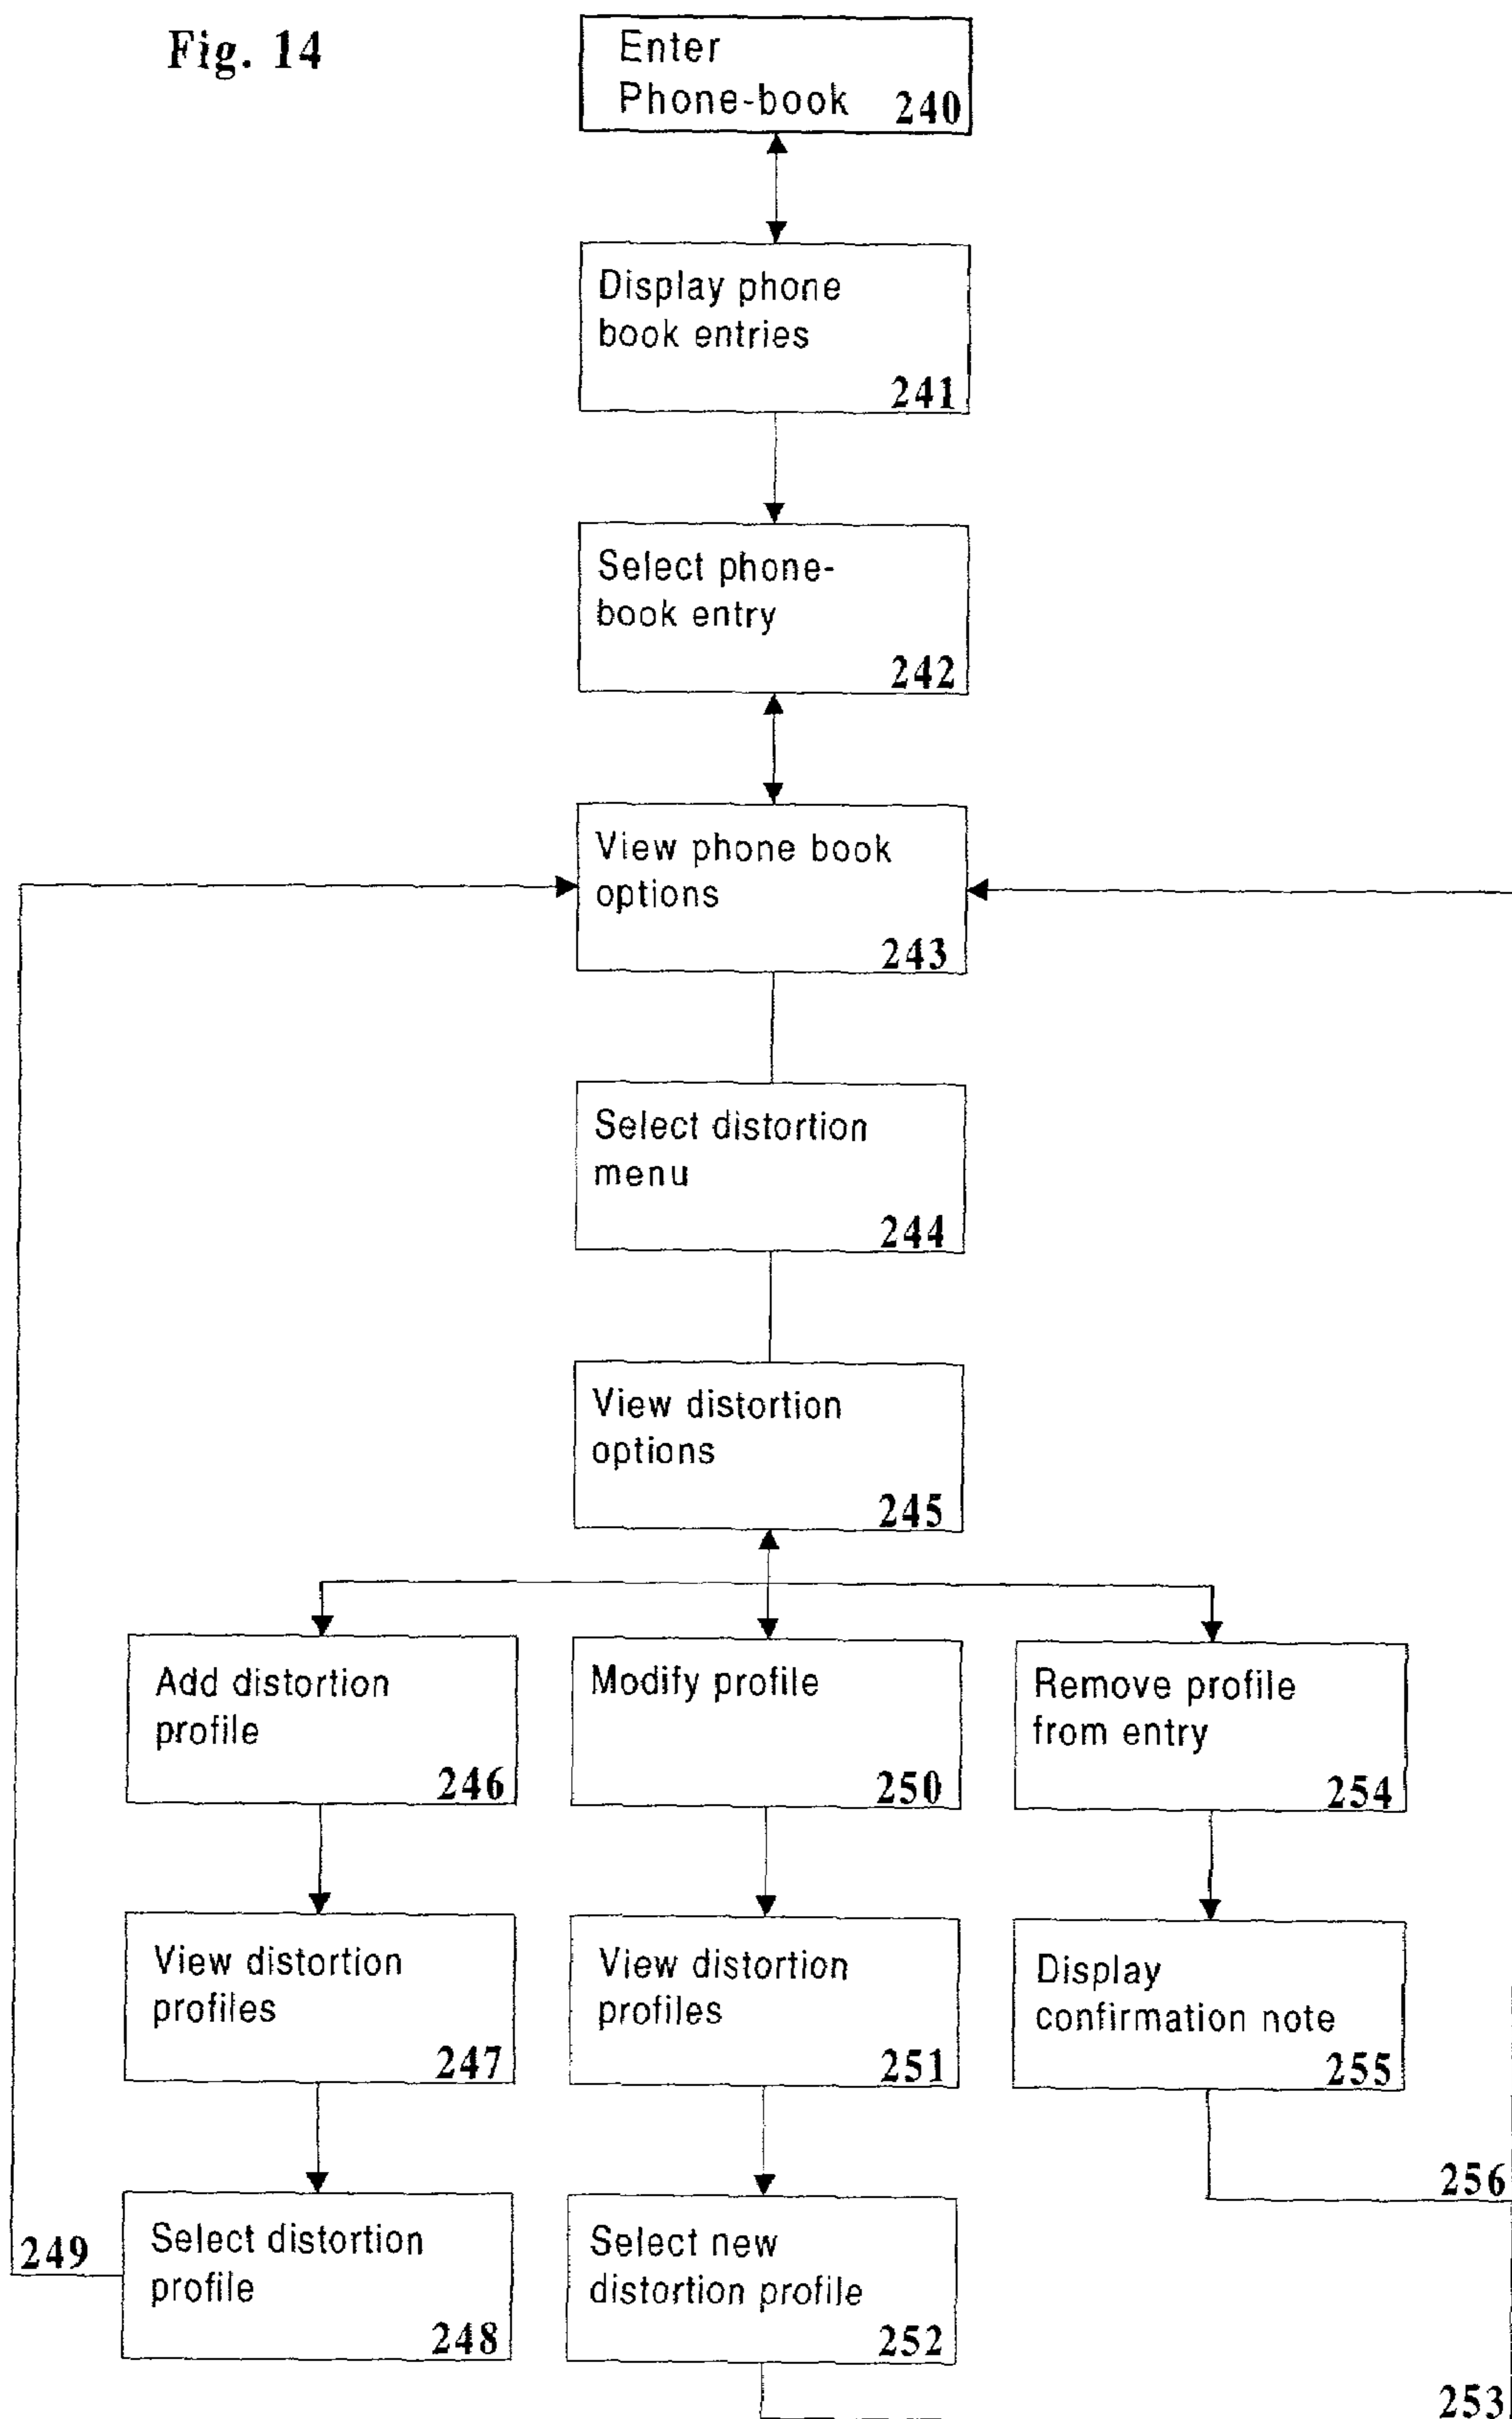 Fig. 14
Enter
Phone-book 240
Display phone
book entries
241
Select phone-
book entry
242
View phone book
options
243
Select distortion
menu
244
View distortion
options
245
Add distortion
profile
246
Modify profile
250
Remove profile
from entry
254
View distortion
profiles
247
View distortion
profiles
251
Display
confirmation note
255
256
249
Select distortion
profile
248
Select new
distortion profile
252
253